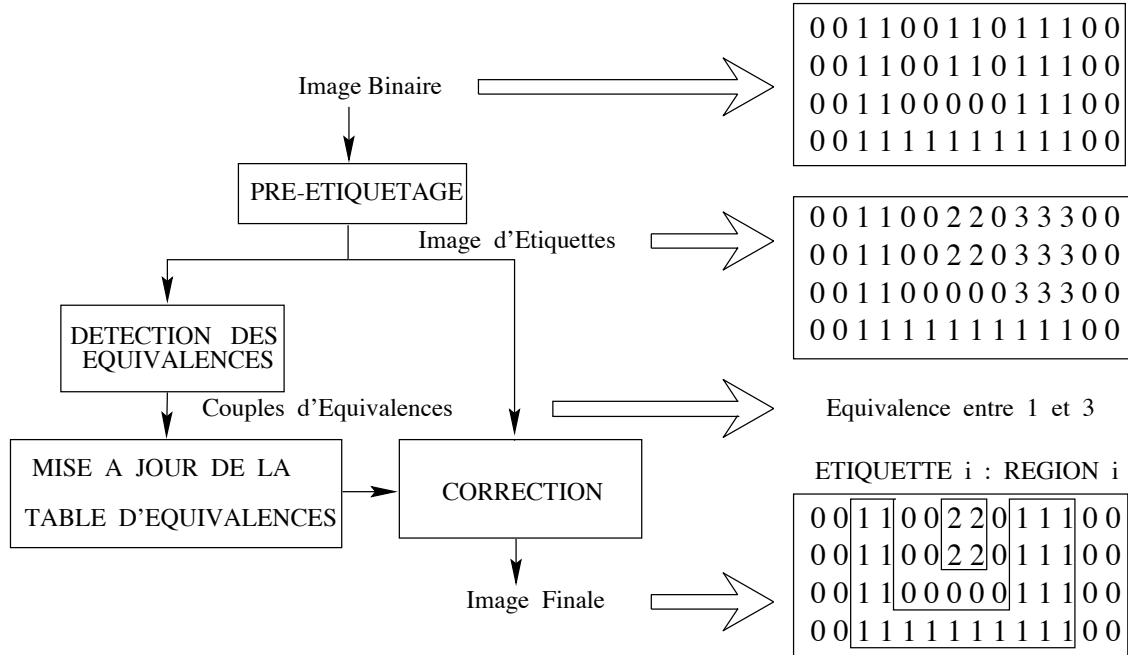 Image Binaire
0 0 1 1 0 0 1 1 0 1 1 1 0 0
0 0 1 1 0 0 1 1 0 1 1 1 0 0
0 0 1 1 0 0 0 0 0 1 1 1 0 0
0 0 1 1 1 1 1 1 1 1 1 1 0 0
PRE-ETIQUETAGE
Image d'Etiquettes
0 0 1 1 0 0 2 2 0 3 3 3 0 0
0 0 1 1 0 0 2 2 0 3 3 3 0 0
0 0 1 1 0 0 0 0 0 3 3 3 0 0
0 0 1 1 1 1 1 1 1 1 1 1 0 0
DETECTION DES
EQUIVALENCES
Couples d'Equivalences
Equivalence entre 1 et 3
MISE A JOUR DE LA
TABLE D'EQUIVALENCES
CORRECTION
ETIQUETTE i : REGION i
0 0 1 1 0 0 2 2 0 1 1 1 0 0
0 0 1 1 0 0 2 2 0 1 1 1 0 0
0 0 1 1 0 0 0 0 0 1 1 1 0 0
0 0 1 1 1 1 1 1 1 1 1 1 0 0
Image Finale